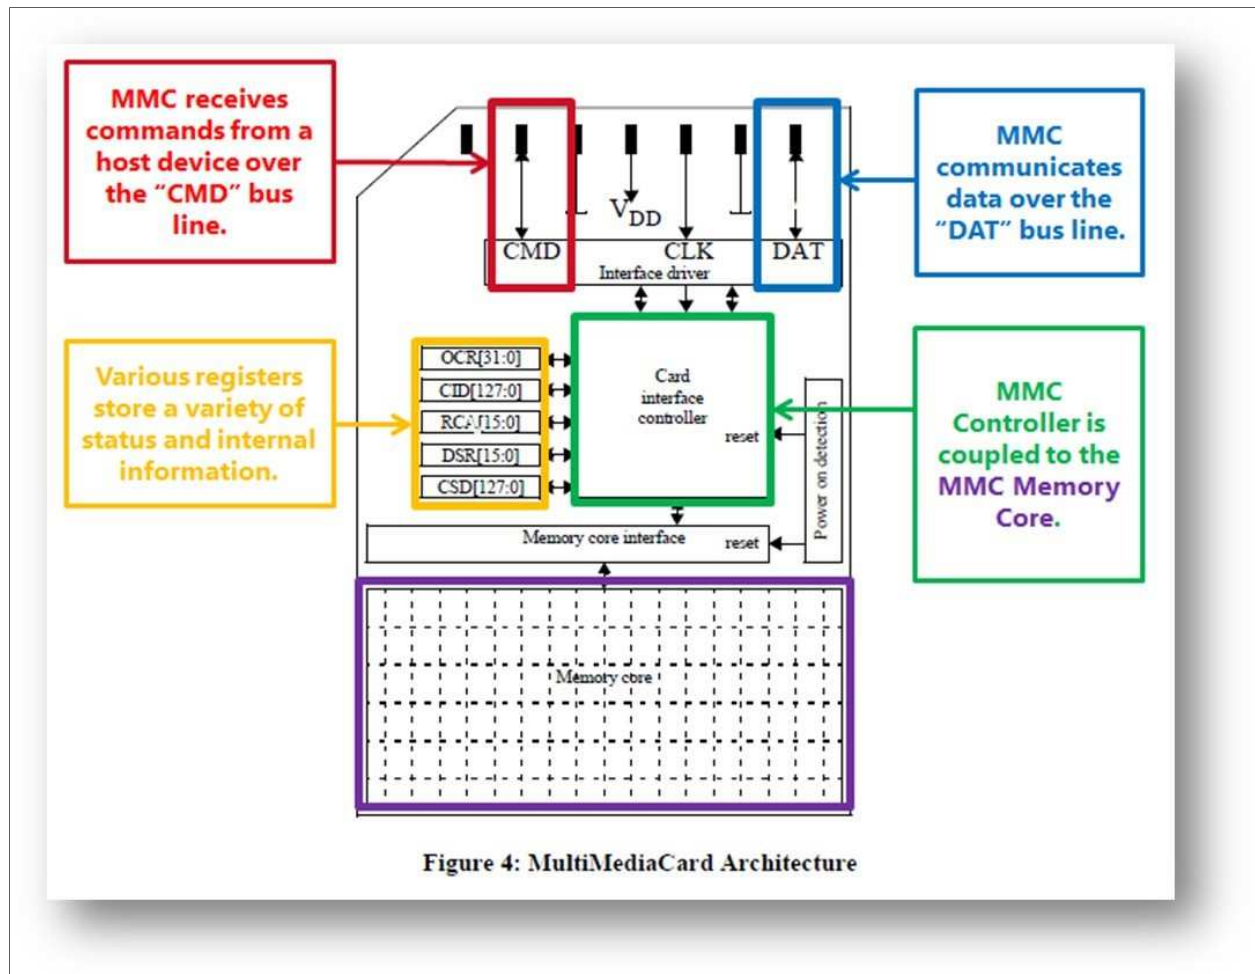 MMC receives
commands from a
host device over
the “CMD” bus
line.
MMC
communicates
data over the
“DAT” bus line.
VDD
CMD
CLK
DAT
Interface driver
Various registers
store a variety of
status and internal
information.
OCR[31:0]
CID[127:0]
RCA[15:0]
DSR[15:0]
CSD[127:0]
Card
interface
controller
reset
Power on detection
MMC
Controller is
coupled to the
MMC Memory
Core.
Memory core interface
reset
Memory core
Figure 4: MultiMediaCard Architecture